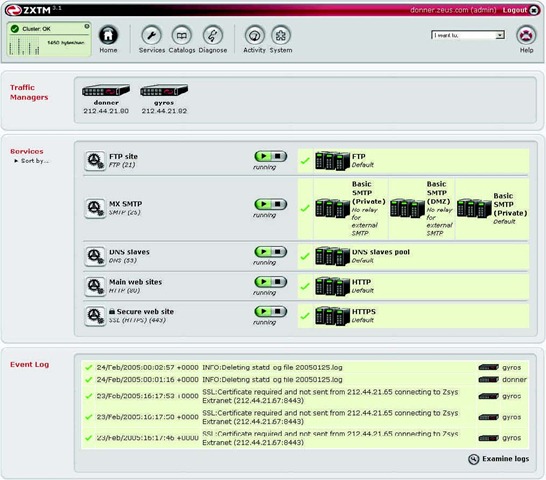 ZXTM 3.1
donner.zeus.com (admin) Logout
Cluster: OK
1450 bytes/sec
Home
Services
Catalogs
Diagnose
Activity
System
I want to...
Help
Traffic Managers
donner
212.44.21.80
gyros
212.44.21.82
Services
Sort by...
FTP site
FTP (21)
running
FTP
Default
MX SMTP
SMTP (25)
running
Basic SMTP (Private)
No relay for external SMTP
Basic SMTP (DMZ)
No relay for external SMTP
Basic SMTP (Private)
Default
DNS slaves
DNS (53)
running
DNS slaves pool
Default
Main web sites
HTTP (80)
running
HTTP
Default
Secure web site
SSL (HTTPS) (443)
running
HTTPS
Default
Event Log
24/Feb/2005:00:02:57 +0000 INFO:Deleting statd log file 20050125.log gyros
24/Feb/2005:00:01:16 +0000 INFO:Deleting statd log file 20050125.log donner
23/Feb/2005:16:17:53 +0000 SSL:Certificate required and not sent from 212.44.21.65 connecting to Zsys
Extranet (212.44.21.67:8443) gyros
23/Feb/2005:16:17:50 +0000 SSL:Certificate required and not sent from 212.44.21.65 connecting to Zsys
Extranet (212.44.21.67:8443) gyros
23/Feb/2005:16:17:46 +0000 SSL:Certificate required and not sent from 212.44.21.65 connecting to Zsys
Extranet (212.44.21.67:8443) gyros
Examine logs